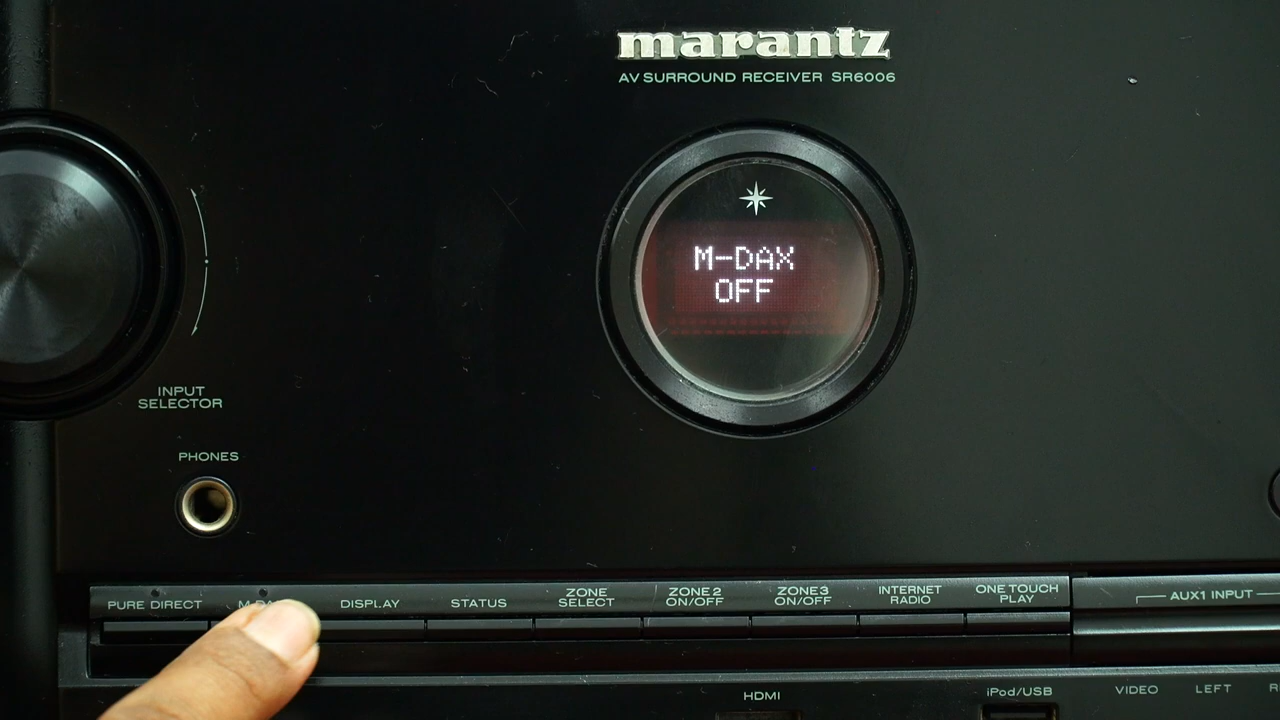 marantz
AV SURROUND RECEIVER SR6006
M-DAX
OFF
INPUT
SELECTOR
PHONES
PURE DIRECT
DISPLAY
STATUS
ZONE
SELECT
ZONE 2
ON/OFF
ZONE3
ON/OFF
INTERNET
RADIO
ONE TOUCH
PLAY
AUX1 INPUT
HDMI
iPod/USB
VIDEO
LEFT